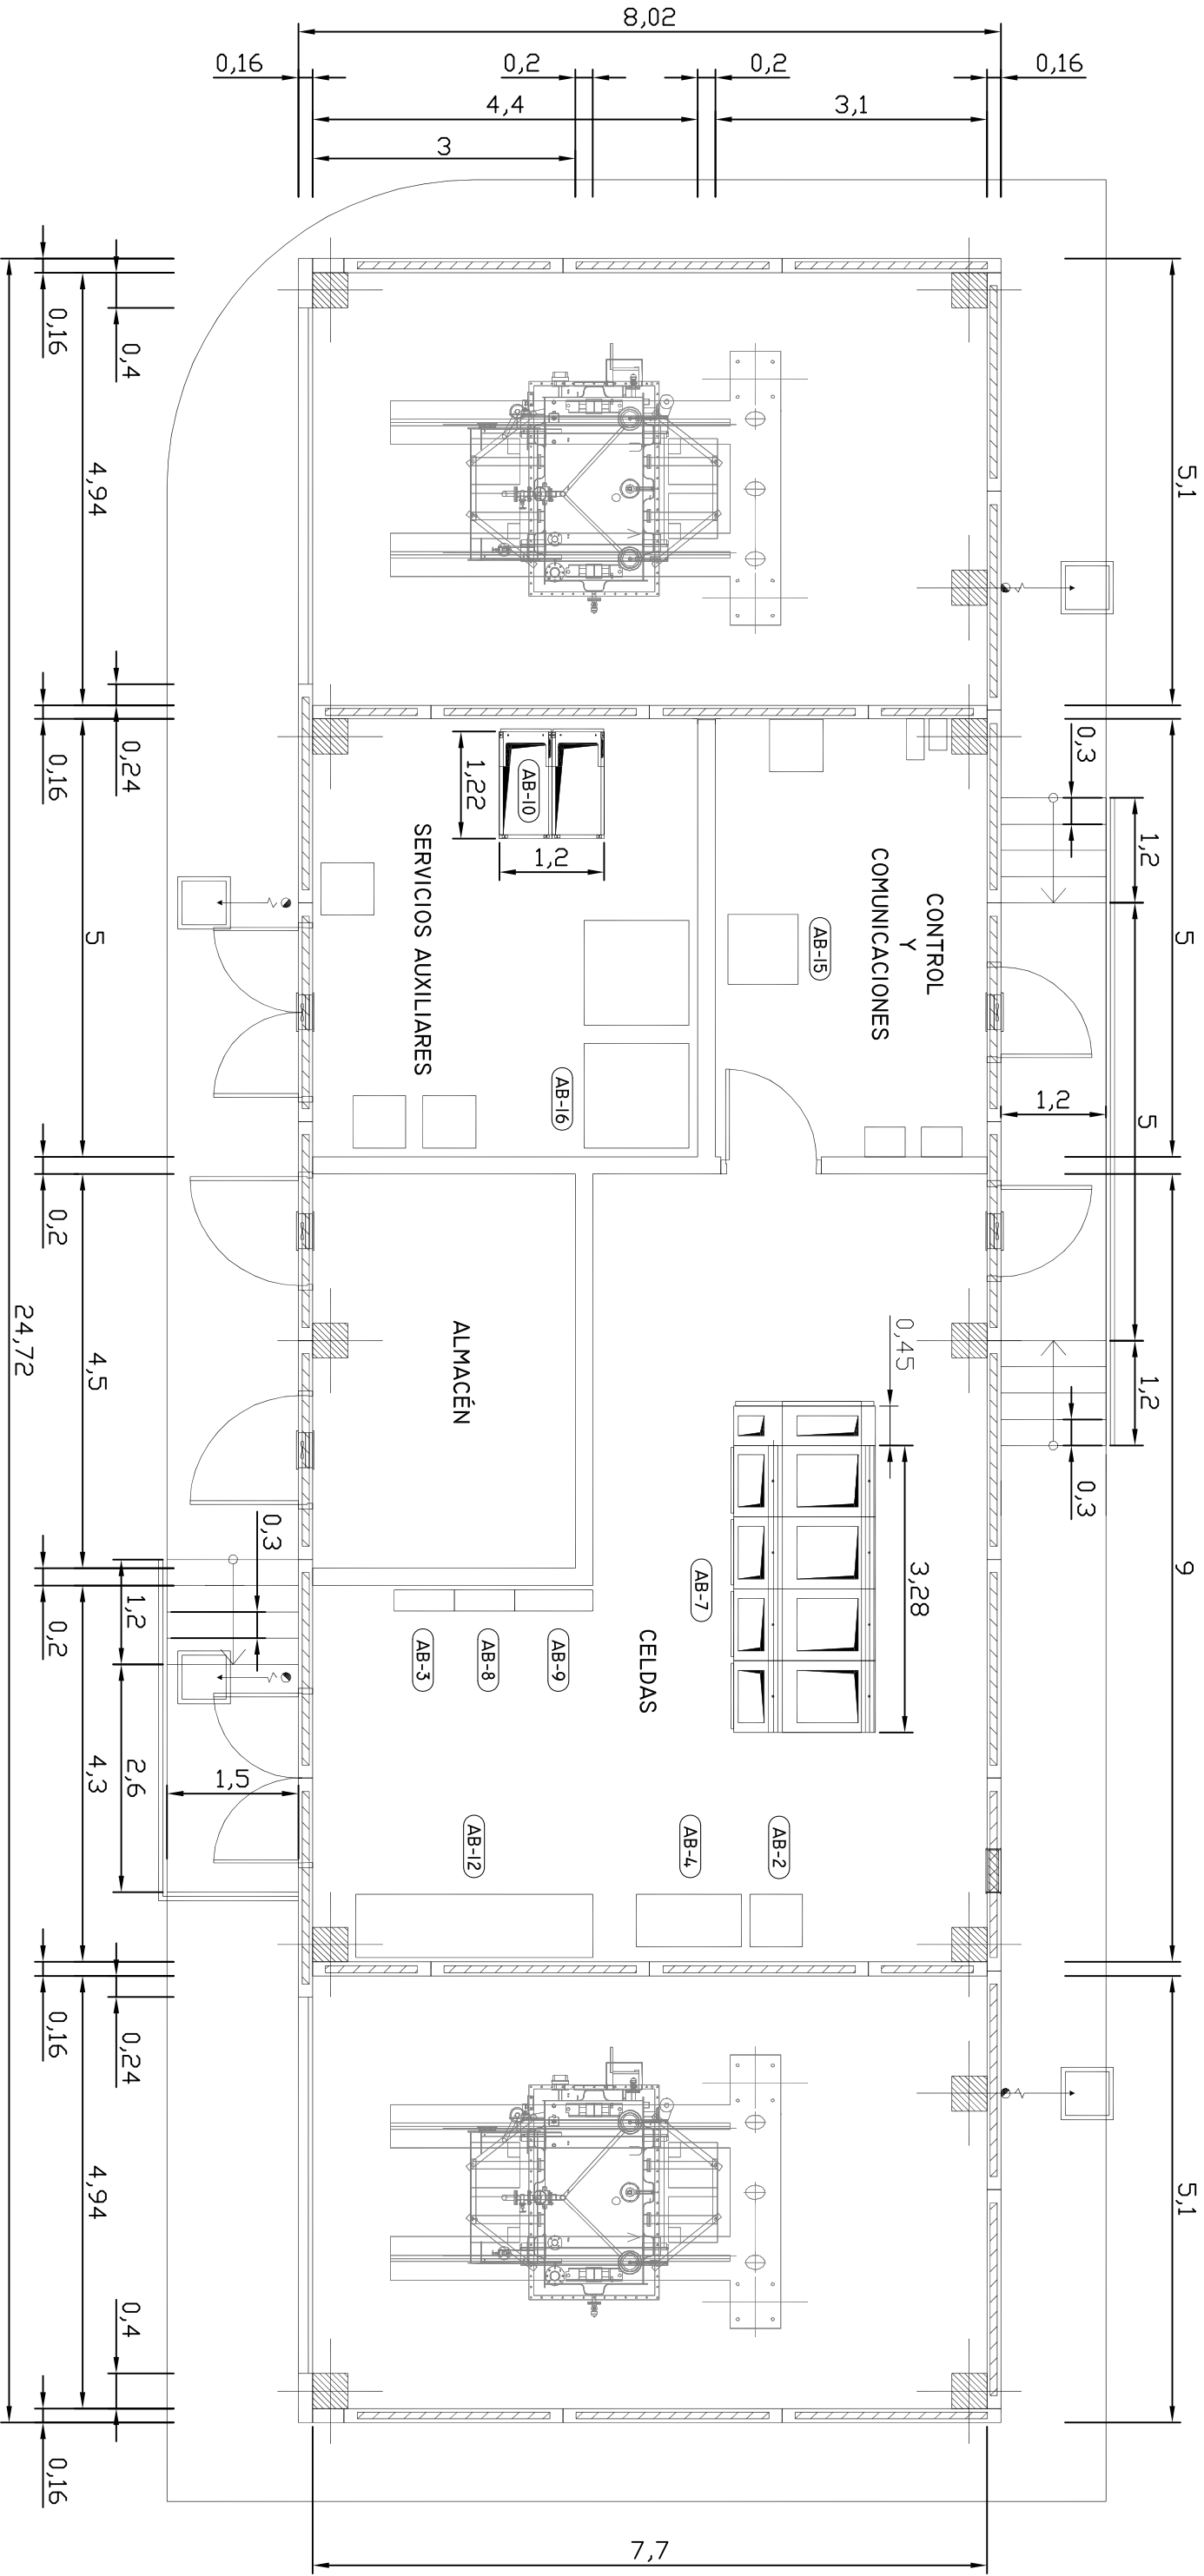 8,02
0,16
0,2
0,2
0,16
4,4
3,1
3
5,1
5
9
5,1
0,3
1,2
5
1,2
0,3
1,2
CONTROL
Y
COMUNICACIONES
AB-15
SERVICIOS AUXILIARES
AB-10
1,22
1,2
AB-16
ALMACÉN
CELDAS
0,45
3,28
AB-7
AB-9
AB-8
AB-3
AB-2
AB-4
AB-12
0,3
1,5
0,4
0,24
1,2
2,6
0,24
0,4
4,94
5
4,5
4,3
4,94
0,16
0,16
0,2
0,2
0,16
0,16
24,72
7,7